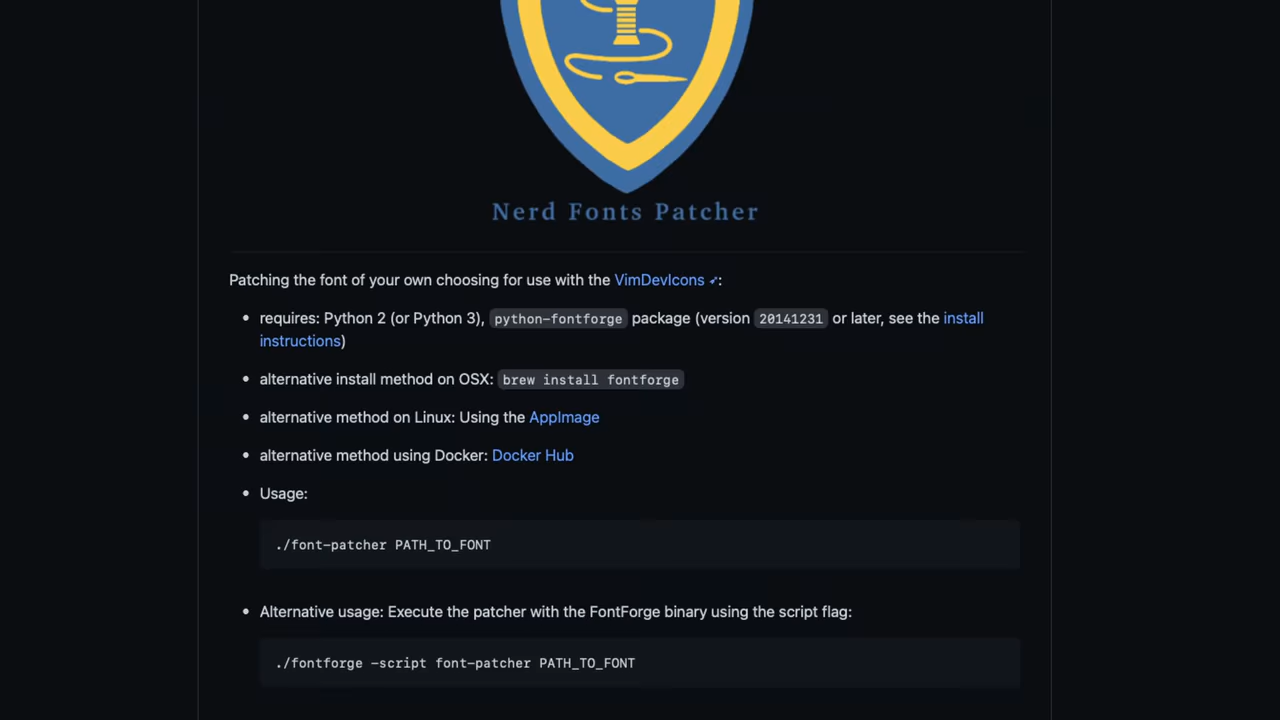 Nerd Fonts Patcher
Patching the font of your own choosing for use with the VimDevIcons ➶:
requires: Python 2 (or Python 3), python-fontforge package (version 20141231 or later, see the install
instructions)
alternative install method on OSX: brew install fontforge
alternative method on Linux: Using the AppImage
alternative method using Docker: Docker Hub
Usage:
./font-patcher PATH_TO_FONT
Alternative usage: Execute the patcher with the FontForge binary using the script flag:
./fontforge -script font-patcher PATH_TO_FONT